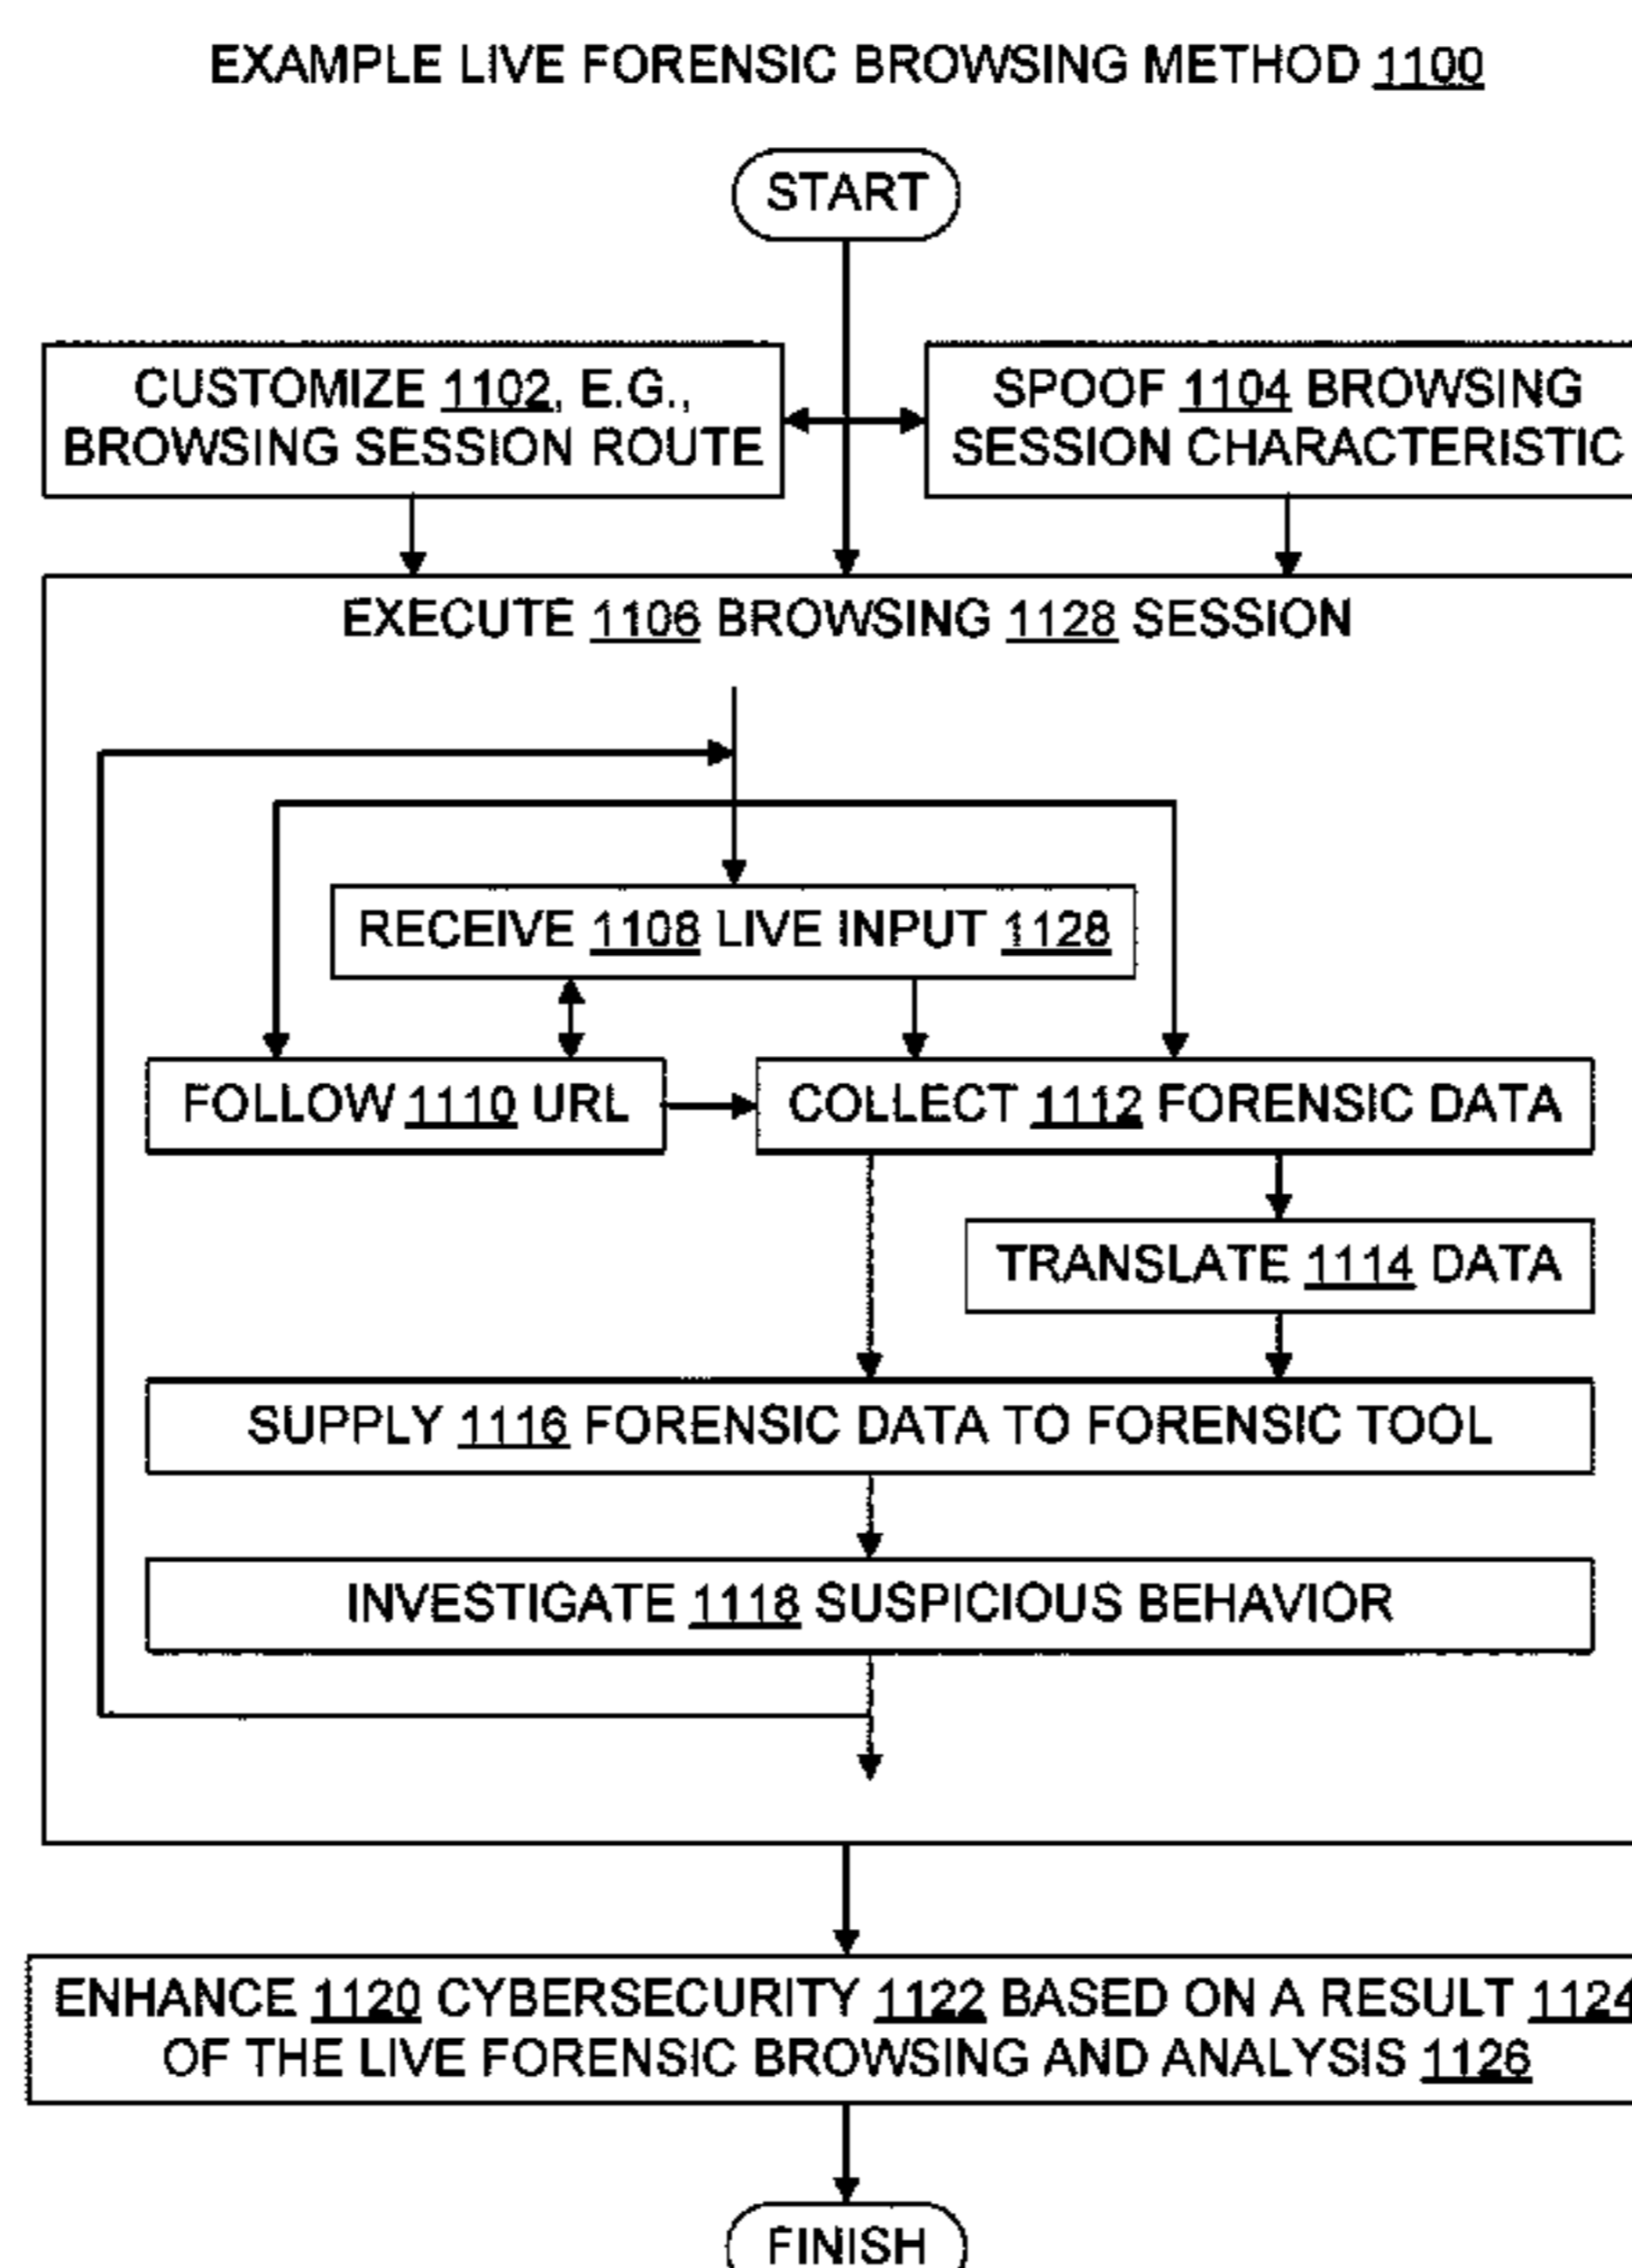 EXAMPLE LIVE FORENSIC BROWSING METHOD 1100
START
CUSTOMIZE 1102, E.G.,
BROWSING SESSION ROUTE
SPOOF 1104 BROWSING
SESSION CHARACTERISTIC
EXECUTE 1106 BROWSING 1128 SESSION
RECEIVE 1108 LIVE INPUT 1128
FOLLOW 1110 URL
COLLECT 1112 FORENSIC DATA
TRANSLATE 1114 DATA
SUPPLY 1116 FORENSIC DATA TO FORENSIC TOOL
INVESTIGATE 1118 SUSPICIOUS BEHAVIOR
ENHANCE 1120 CYBERSECURITY 1122 BASED ON A RESULT 1124
OF THE LIVE FORENSIC BROWSING AND ANALYSIS 1126
FINISH